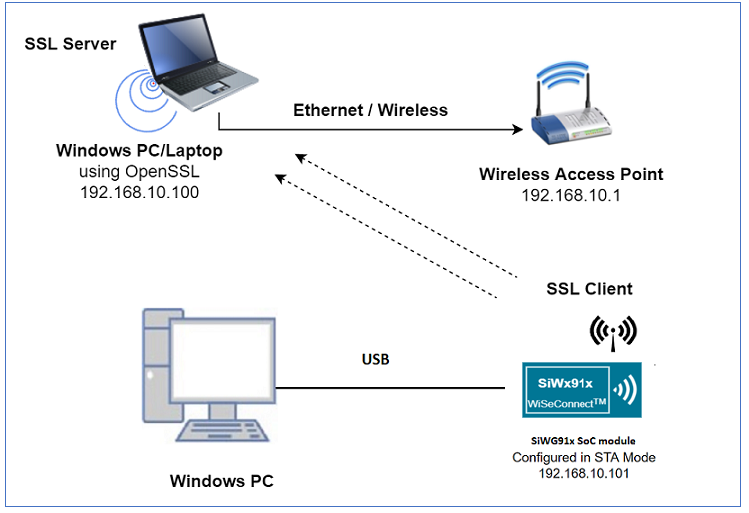 SSL Server
Ethernet / Wireless
Windows PC/Laptop
using OpenSSL
192.168.10.100
Wireless Access Point
192.168.10.1
SSL Client
USB
SiWx91x
WiSeConnect™
SiWG91x SoC module
Configured in STA Mode
192.168.10.101
Windows PC